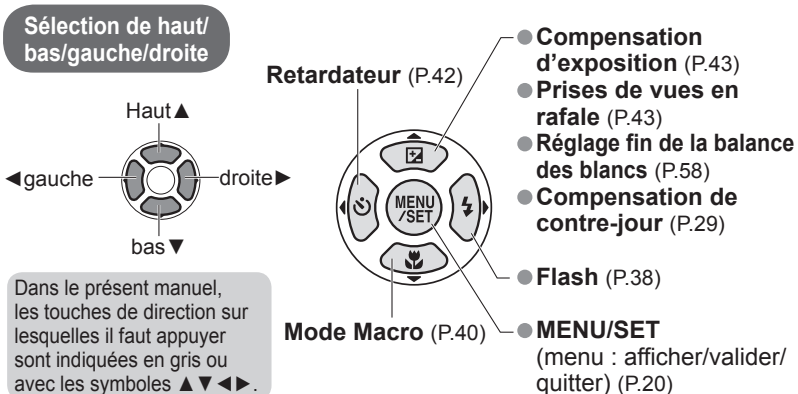 Sélection de haut/
bas/gauche/droite
Haut▲
◄gauche
droite►
bas▼
Dans le présent manuel,
les touches de direction sur
lesquelles il faut appuyer
sont indiquées en gris ou
avec les symboles ▲▼◄►.
Retardateur (P.42)
MENU
/SET
Mode Macro (P.40)
●Compensation
d’exposition (P.43)
●Prises de vues en
rafale (P.43)
●Réglage fin de la balance
des blancs (P.58)
●Compensation de
contre-jour (P.29)
●Flash (P.38)
●MENU/SET
(menu : afficher/valider/
quitter) (P.20)